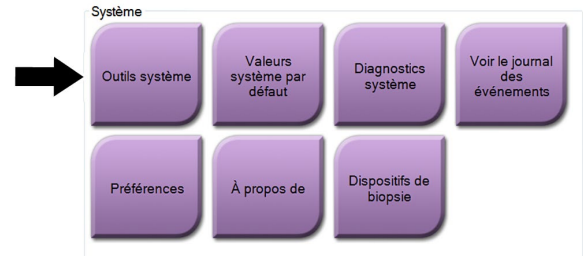 Système
Outils système
Valeurs
système par
défaut
Diagnostics
système
Voir le journal
des
événements
Préférences
À propos de
Dispositifs de
biopsie